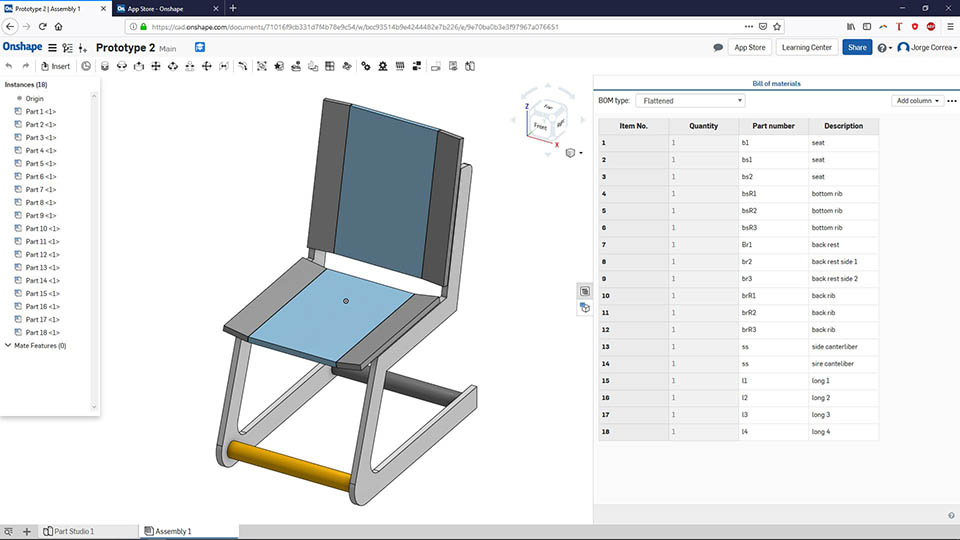 Prototype 2 | Assembly 1
App Store - Onshape
https://cad.onshape.com/documents/71016f9cb331d7f4b78e9c54/w/bcc93514b9e4244482e7b226/e/9e70ba0b3e3f97967a076651
Onshape
Prototype 2 Main
App Store
Learning Center
Share
Jorge Correa
Insert
Instances (18)
Origin
Part 1 <1>
Part 2 <1>
Part 3 <1>
Part 4 <1>
Part 5 <1>
Part 6 <1>
Part 7 <1>
Part 8 <1>
Part 9 <1>
Part 10 <1>
Part 11 <1>
Part 12 <1>
Part 13 <1>
Part 14 <1>
Part 15 <1>
Part 16 <1>
Part 17 <1>
Part 18 <1>
Mate Features (0)
Z
Front
X
Bill of materials
BOM type: Flattened
Add column
Item No. Quantity Part number Description
1 1 b1 seat
2 1 bs1 seat
3 1 bs2 seat
4 1 bsR1 bottom rib
5 1 bsR2 bottom rib
6 1 bsR3 bottom rib
7 1 Br1 back rest
8 1 br2 back rest side 1
9 1 br3 back rest side 2
10 1 brR1 back rib
11 1 brR2 back rib
12 1 brR3 back rib
13 1 ss side canterliber
14 1 ss sire canteliber
15 1 l1 long 1
16 1 l2 long 2
17 1 l3 long 3
18 1 l4 long 4
Part Studio 1
Assembly 1